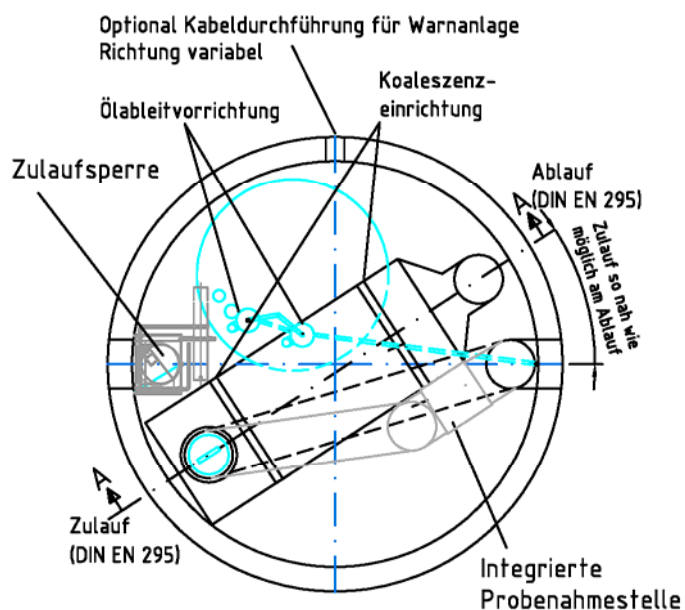 Optional Kabeldurchführung für Warnanlage
Richtung variabel
Koaleszenz-
einrichtung
Ölableitvorrichtung
Zulaufsperre
Ablauf
(DIN EN 295)
A
Zulauf so nah wie
möglich am Ablauf
A
Zulauf
(DIN EN 295)
Integrierte
Probenahmestelle